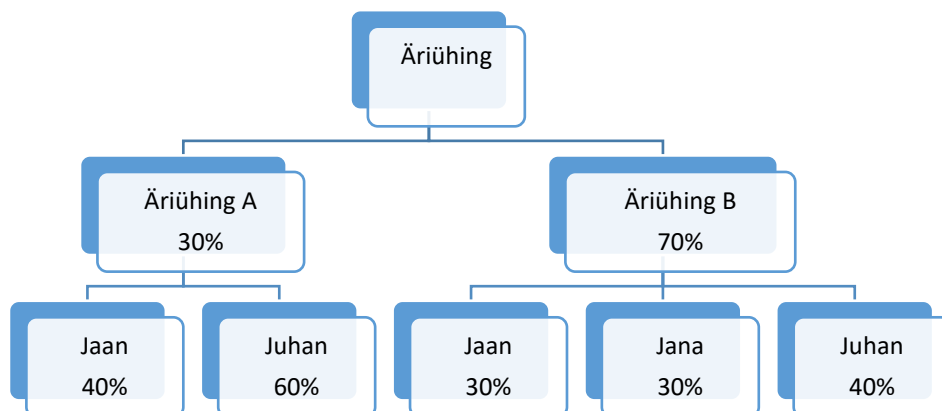 Äriühing
Äriühing A
30%
Äriühing B
70%
Jaan
40%
Juhan
60%
Jaan
30%
Jana
30%
Juhan
40%